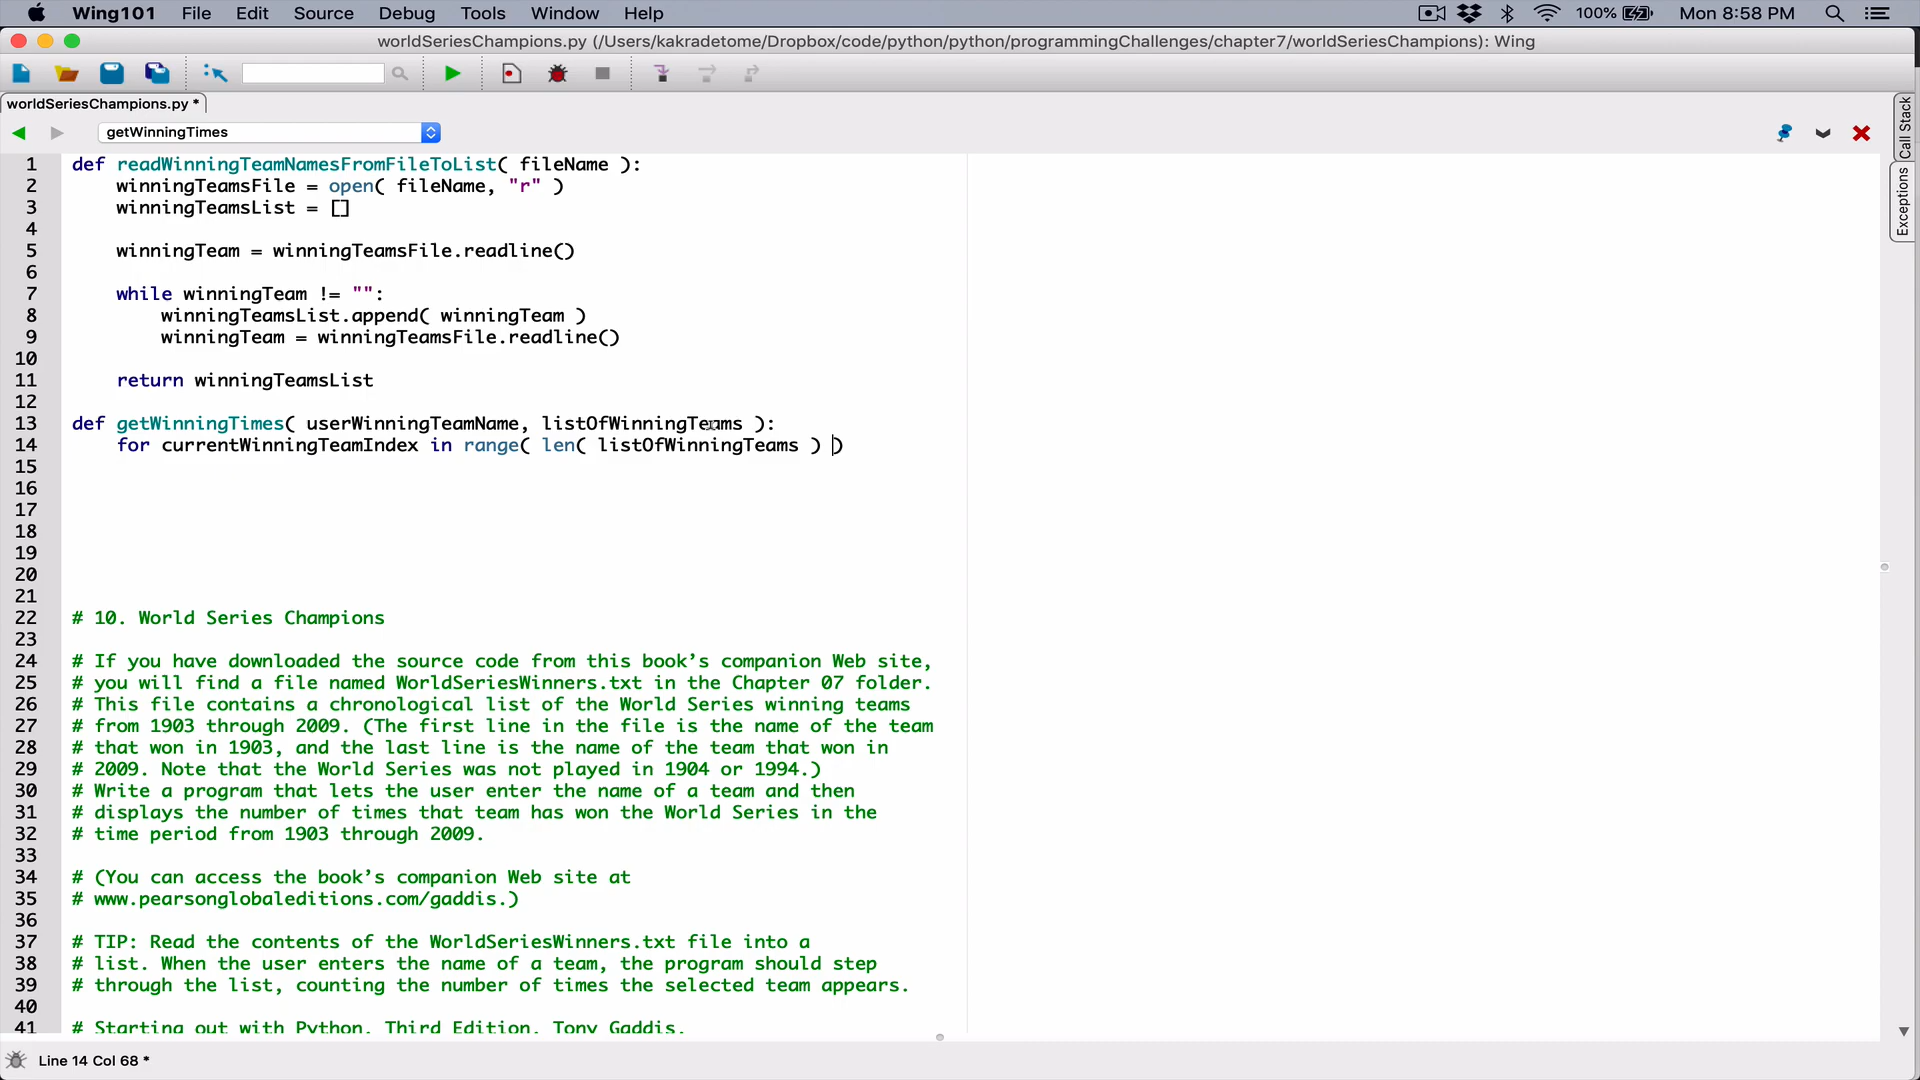 Wing101 File Edit Source Debug Tools Window Help 100% Mon 8:58 PM
worldSeriesChampions.py (/Users/kakradetome/Dropbox/code/python/python/programmingChallenges/chapter7/worldSeriesChampions): Wing
worldSeriesChampions.py *
getWinningTimes
Call Stack
Exceptions
1 def readWinningTeamNamesFromFileToList( fileName ):
2 winningTeamsFile = open( fileName, "r" )
3 winningTeamsList = []
4
5 winningTeam = winningTeamsFile.readline()
6
7 while winningTeam != "":
8 winningTeamsList.append( winningTeam )
9 winningTeam = winningTeamsFile.readline()
10
11 return winningTeamsList
12
13 def getWinningTimes( userWinningTeamName, listOfWinningTeams ):
14 for currentWinningTeamIndex in range( len( listOfWinningTeams ) )
15
16
17
18
19
20
21
22 # 10. World Series Champions
23
24 # If you have downloaded the source code from this book’s companion Web site,
25 # you will find a file named WorldSeriesWinners.txt in the Chapter 07 folder.
26 # This file contains a chronological list of the World Series winning teams
27 # from 1903 through 2009. (The first line in the file is the name of the team
28 # that won in 1903, and the last line is the name of the team that won in
29 # 2009. Note that the World Series was not played in 1904 or 1994.)
30 # Write a program that lets the user enter the name of a team and then
31 # displays the number of times that team has won the World Series in the
32 # time period from 1903 through 2009.
33
34 # (You can access the book’s companion Web site at
35 # www.pearsonglobaleditions.com/gaddis.)
36
37 # TIP: Read the contents of the WorldSeriesWinners.txt file into a
38 # list. When the user enters the name of a team, the program should step
39 # through the list, counting the number of times the selected team appears.
40
41 # Starting out with Python, Third Edition, Tony Gaddis.
Line 14 Col 68 *